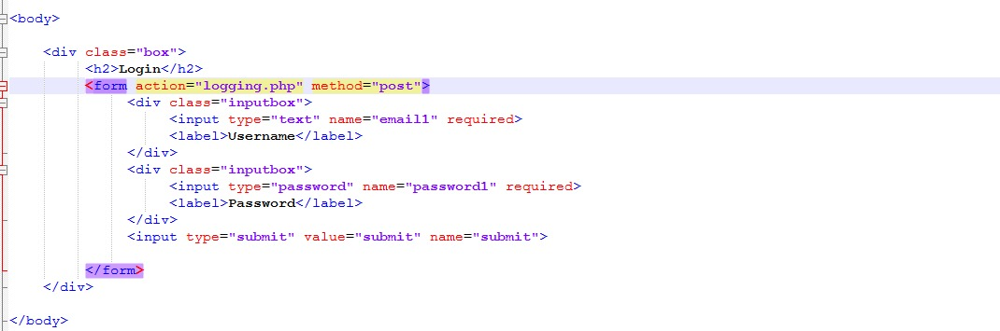 <body>
<div class="box">
<h2>Login</h2>
<form action="logging.php" method="post">
<div class="inputbox">
<input type="text" name="email1" required>
<label>Username</label>
</div>
<div class="inputbox">
<input type="password" name="password1" required>
<label>Password</label>
</div>
<input type="submit" value="submit" name="submit">
</form>
</div>
</body>